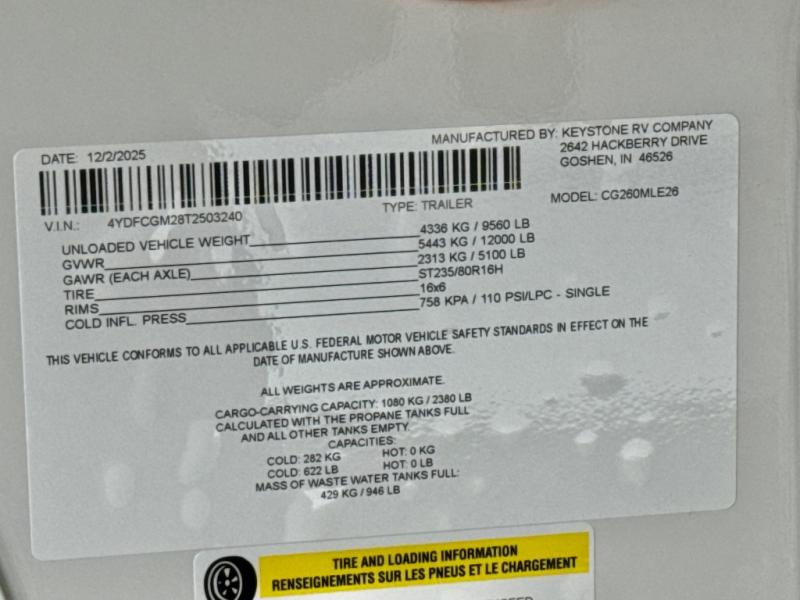 DATE: 12/2/2025
MANUFACTURED BY: KEYSTONE RV COMPANY
2642 HACKBERRY DRIVE
GOSHEN, IN 46526
V.I.N.: 4YDFCGM28T2503240
TYPE: TRAILER
MODEL: CG260MLE26
UNLOADED VEHICLE WEIGHT 4336 KG / 9560 LB
GVWR 5443 KG / 12000 LB
GAWR (EACH AXLE) 2313 KG / 5100 LB
TIRE ST235/80R16H
RIMS 16x6
COLD INFL. PRESS 758 KPA / 110 PSI/LPC - SINGLE
THIS VEHICLE CONFORMS TO ALL APPLICABLE U.S. FEDERAL MOTOR VEHICLE SAFETY STANDARDS IN EFFECT ON THE
DATE OF MANUFACTURE SHOWN ABOVE.
ALL WEIGHTS ARE APPROXIMATE.
CARGO-CARRYING CAPACITY: 1080 KG / 2380 LB
CALCULATED WITH THE PROPANE TANKS FULL
AND ALL OTHER TANKS EMPTY.
CAPACITIES:
COLD: 282 KG HOT: 0 KG
COLD: 622 LB HOT: 0 LB
MASS OF WASTE WATER TANKS FULL:
429 KG / 946 LB
TIRE AND LOADING INFORMATION
RENSEIGNEMENTS SUR LES PNEUS ET LE CHARGEMENT